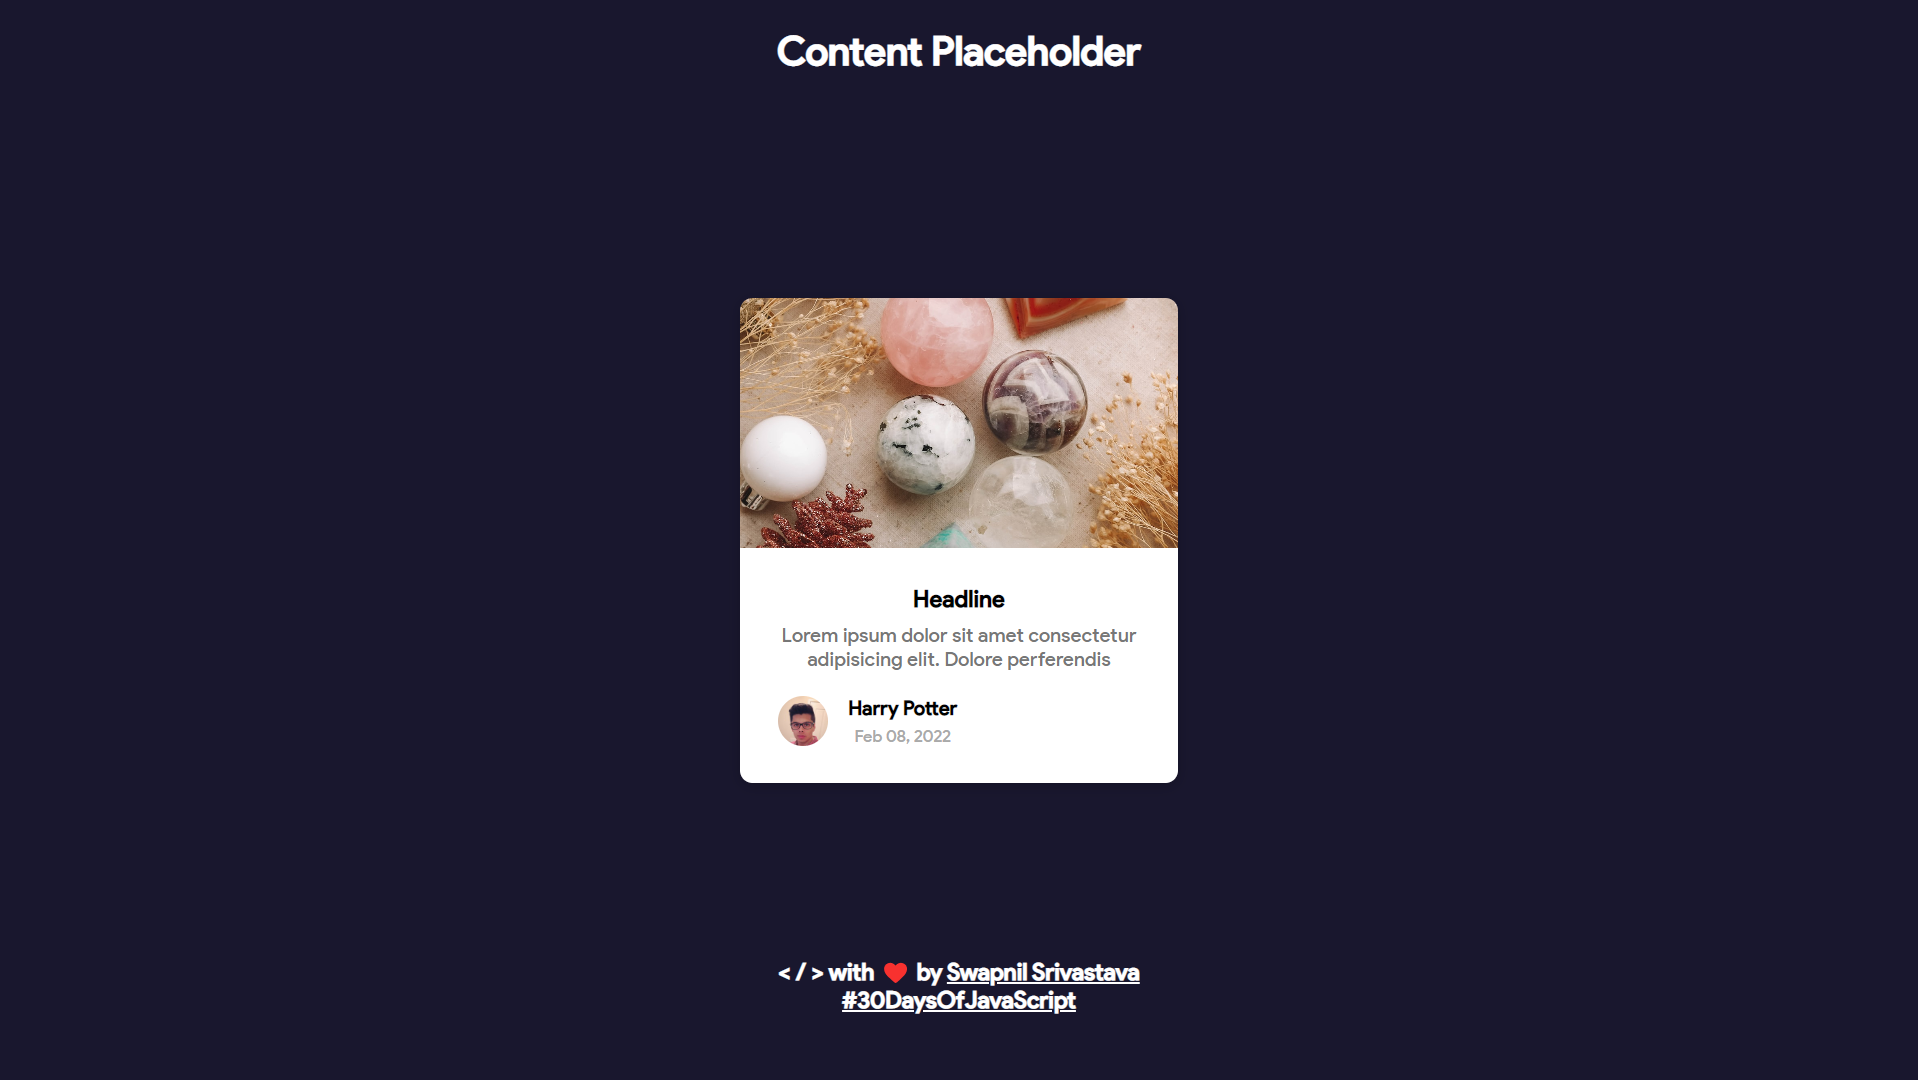 Content Placeholder
Headline
Lorem ipsum dolor sit amet consectetur
adipisicing elit. Dolore perferendis
Harry Potter
Feb 08, 2022
< / > with ❤️ by Swapnil Srivastava
#30DaysOfJavaScript